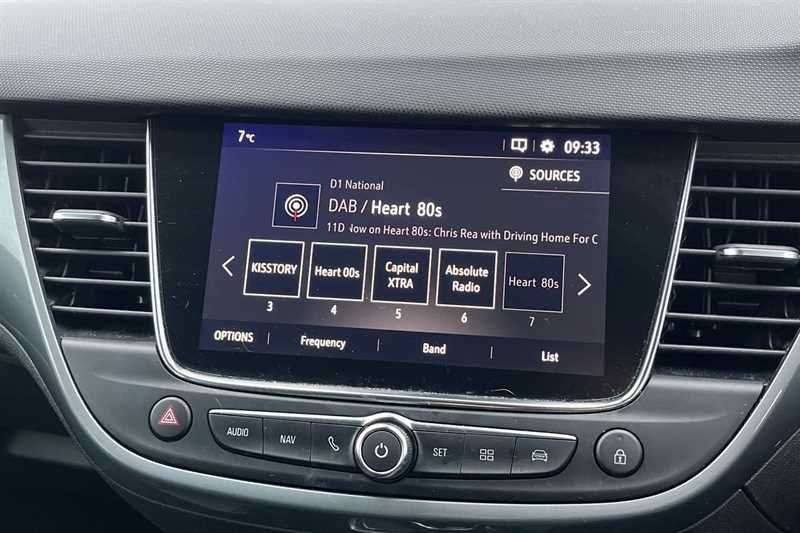 7°C
09:33
SOURCES
D1 National
DAB / Heart 80s
11D Now on Heart 80s: Chris Rea with Driving Home For C
KISSTORY
Heart 00s
Capital
XTRA
Absolute
Radio
Heart 80s
3 4 5 6 7
OPTIONS Frequency Band List
AUDIO NAV SET